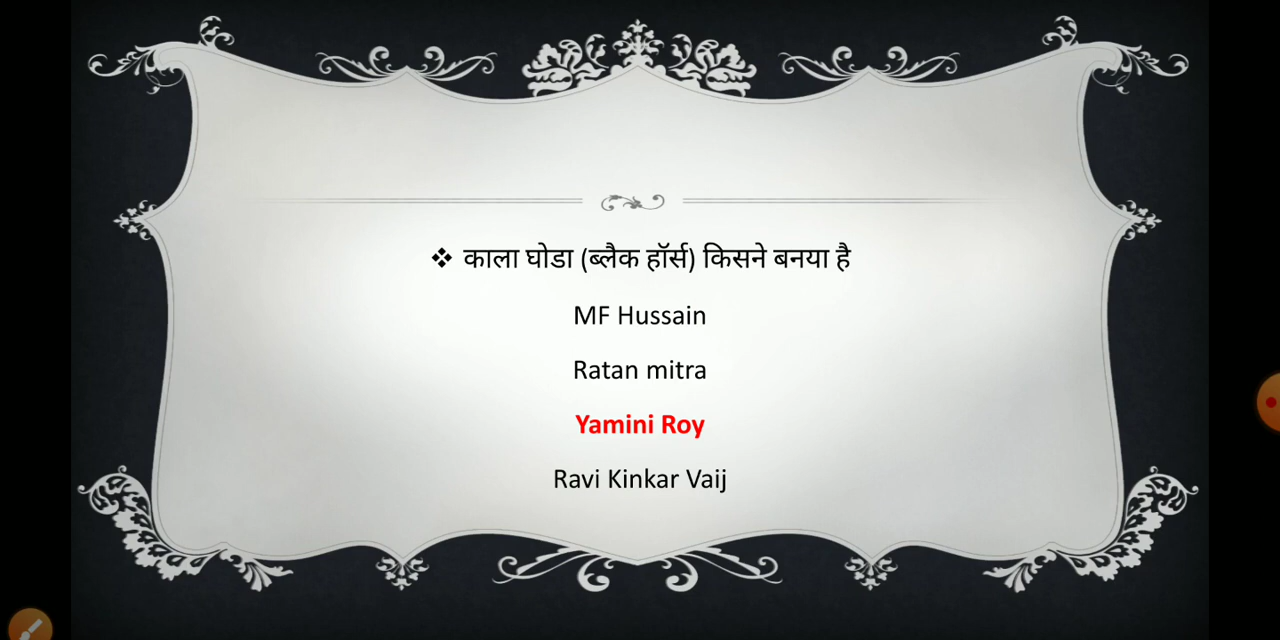 ❖ काला घोडा (ब्लैक हॉर्स) किसने बनया है
MF Hussain
Ratan mitra
Yamini Roy
Ravi Kinkar Vaij